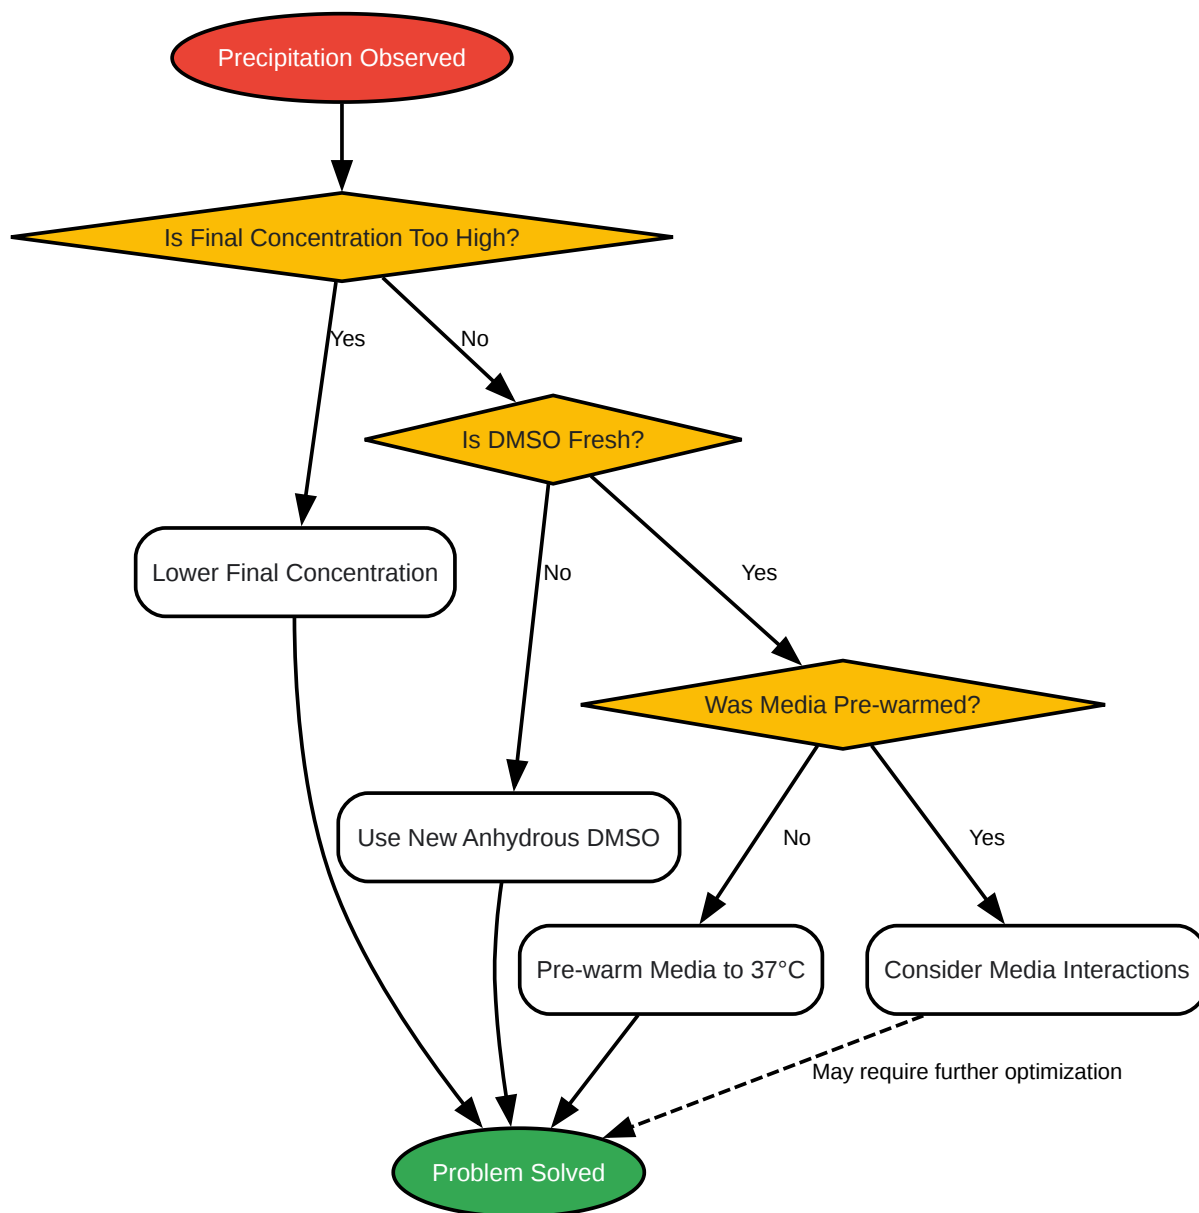 Precipitation Observed
Is Final Concentration Too High?
Yes
No
Is DMSO Fresh?
Lower Final Concentration
No
Yes
Was Media Pre-warmed?
Use New Anhydrous DMSO
No
Yes
Pre-warm Media to 37°C
Consider Media Interactions
May require further optimization
Problem Solved